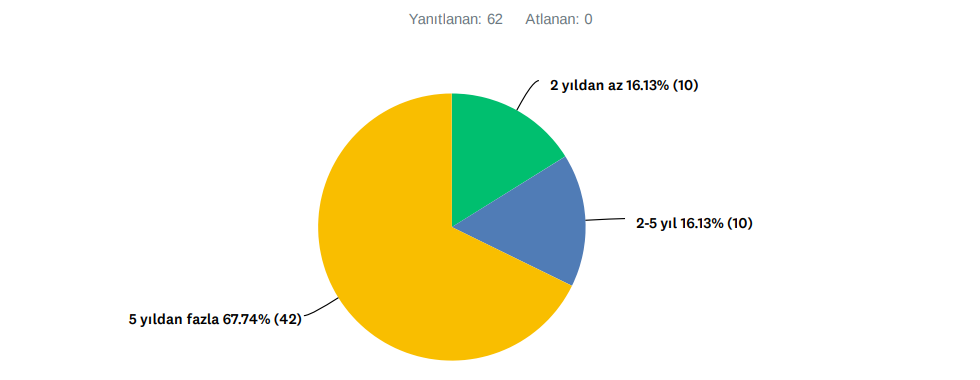 Yanıtlanan: 62 Atlanan: 0
2 yıldan az 16.13% (10)
2-5 yıl 16.13% (10)
5 yıldan fazla 67.74% (42)